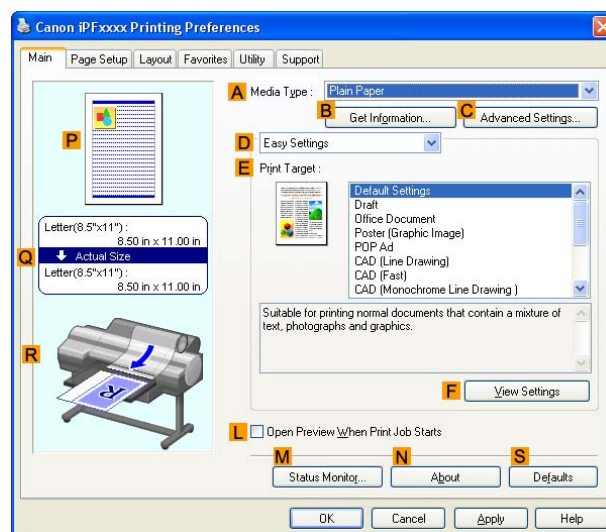 Canon iPFxxxx Printing Preferences
Main Page Setup Layout Favorites Utility Support
A Media Type : Plain Paper
B C
Get Information... Advanced Settings...
P
D Easy Settings
E Print Target :
Default Settings
Draft
Office Document
Poster (Graphic Image)
POP Ad
CAD (Line Drawing)
CAD (Fast)
CAD (Monochrome Line Drawing )
Letter(8.5"x11") :
8.50 in x 11.00 in
Q Actual Size
Letter(8.5"x11") :
8.50 in x 11.00 in
Suitable for printing normal documents that contain a mixture of
text, photographs and graphics.
R
R
F View Settings
L Open Preview When Print Job Starts
M N S
Status Monitor... About Defaults
OK Cancel Apply Help